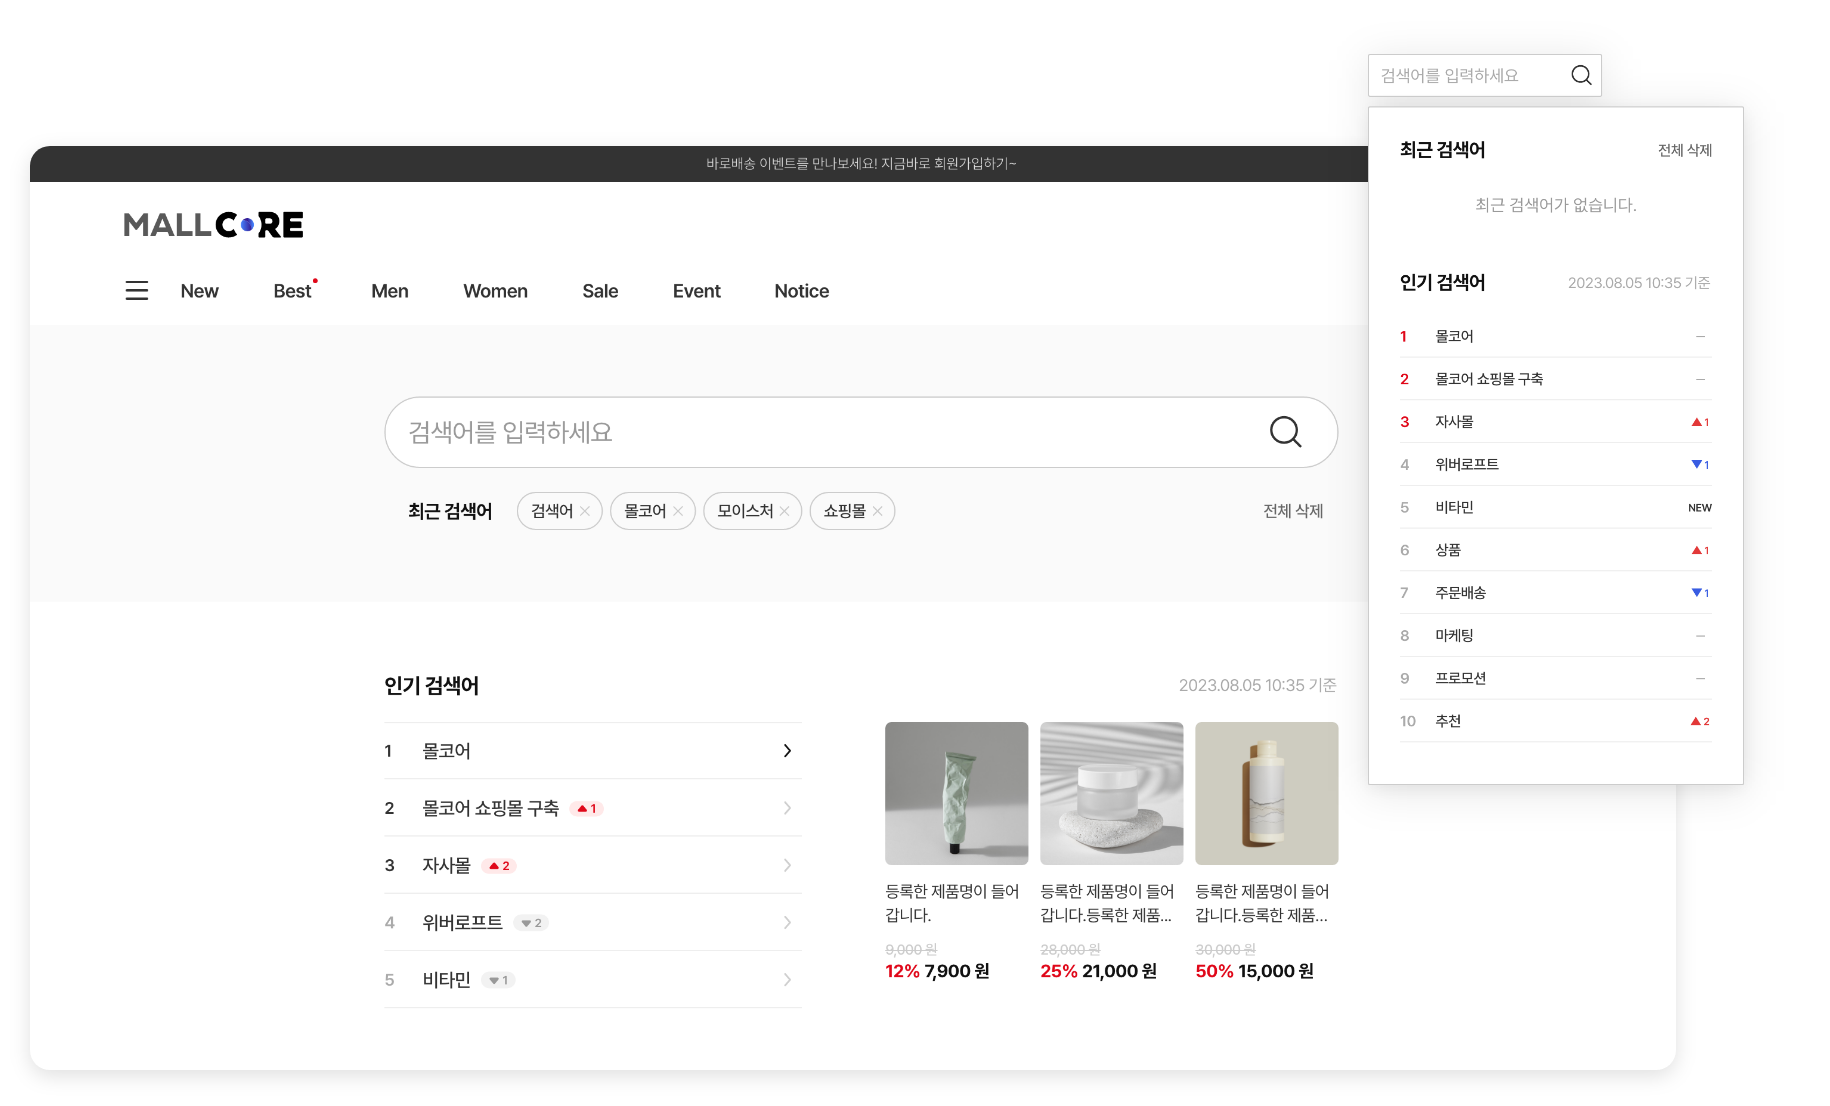 검색어를 입력하세요
최근 검색어 전체 삭제
최근 검색어가 없습니다.
인기 검색어 2023.08.05 10:35 기준
1 몰코어 –
2 몰코어 쇼핑몰 구축 –
3 자사몰 ▲1
4 위버로프트 ▼1
5 비타민 NEW
6 상품 ▲1
7 주문배송 ▼1
8 마케팅 –
9 프로모션 –
10 추천 ▲2
바로배송 이벤트를 만나보세요! 지금바로 회원가입하기~
MALLCORE
New Best Men Women Sale Event Notice
검색어를 입력하세요
최근 검색어 검색어 × 몰코어 × 모이스처 × 쇼핑몰 × 전체 삭제
인기 검색어 2023.08.05 10:35 기준
1 몰코어
2 몰코어 쇼핑몰 구축 ▲1
3 자사몰 ▲2
4 위버로프트 ▼2
5 비타민 ▼1
등록한 제품명이 들어
갑니다.
9,000 원
12% 7,900 원
등록한 제품명이 들어
갑니다.등록한 제품...
28,000 원
25% 21,000 원
등록한 제품명이 들어
갑니다.등록한 제품...
30,000 원
50% 15,000 원